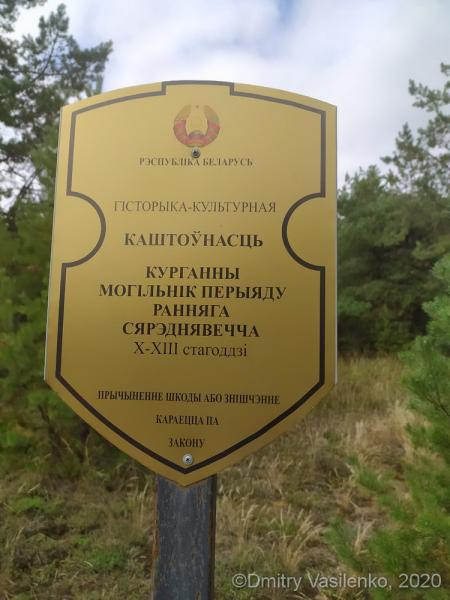 РЭСПУБЛІКА БЕЛАРУСЬ
ГІСТОРЫКА-КУЛЬТУРНАЯ
КАШТОЎНАСЦЬ
КУРГАННЫ
МОГІЛЬНІК ПЕРЫЯДУ
РАННЯГА
СЯРЭДНЯВЕЧЧА
X-XIII стагоддзі
ПРЫЧЫНЕННЕ ШКОДЫ АБО ЗНІШЧЭННЕ
КАРАЕЦЦА ПА
ЗАКОНУ
©Dmitry Vasilenko, 2020